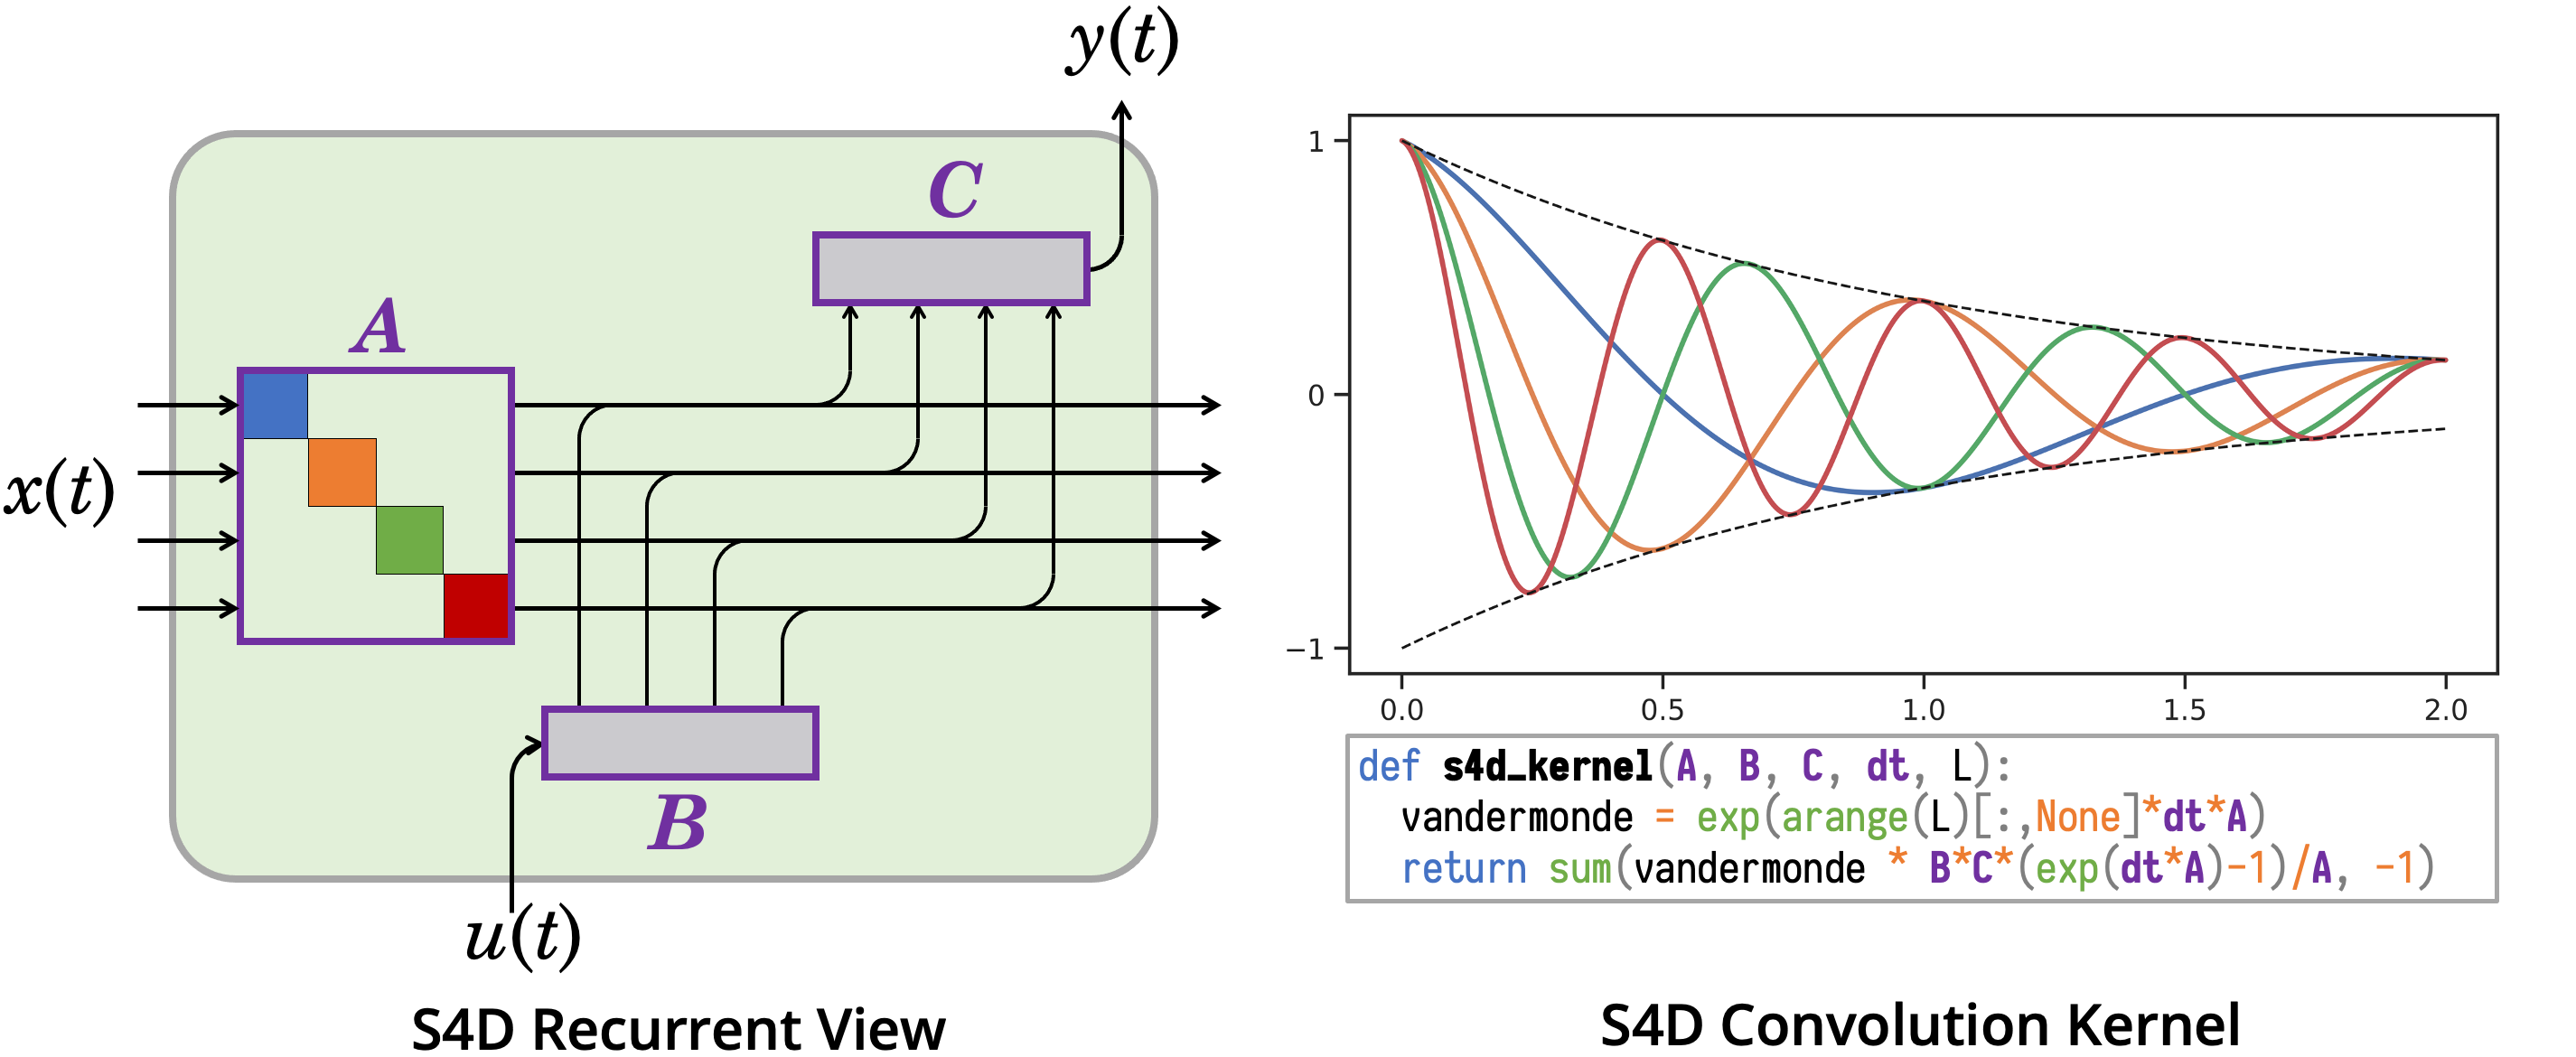 y(t)
C
A
x(t)
B
u(t)
S4D Recurrent View
1
0
−1
0.0 0.5 1.0 1.5 2.0
def s4d_kernel(A, B, C, dt, L):
vandermonde = exp(arange(L)[:,None]*dt*A)
return sum(vandermonde * B*C*(exp(dt*A)-1)/A, -1)
S4D Convolution Kernel